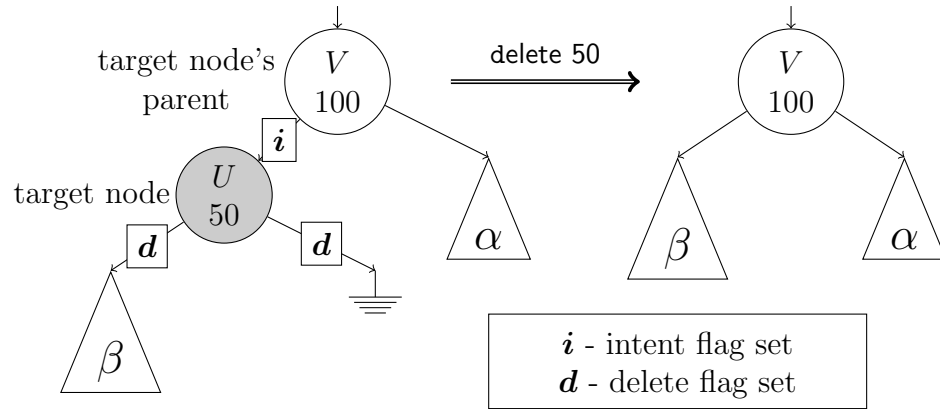 target node's
parent
V
100
i
target node
U
50
d
d
β
α
delete 50
V
100
β
α
i - intent flag set
d - delete flag set